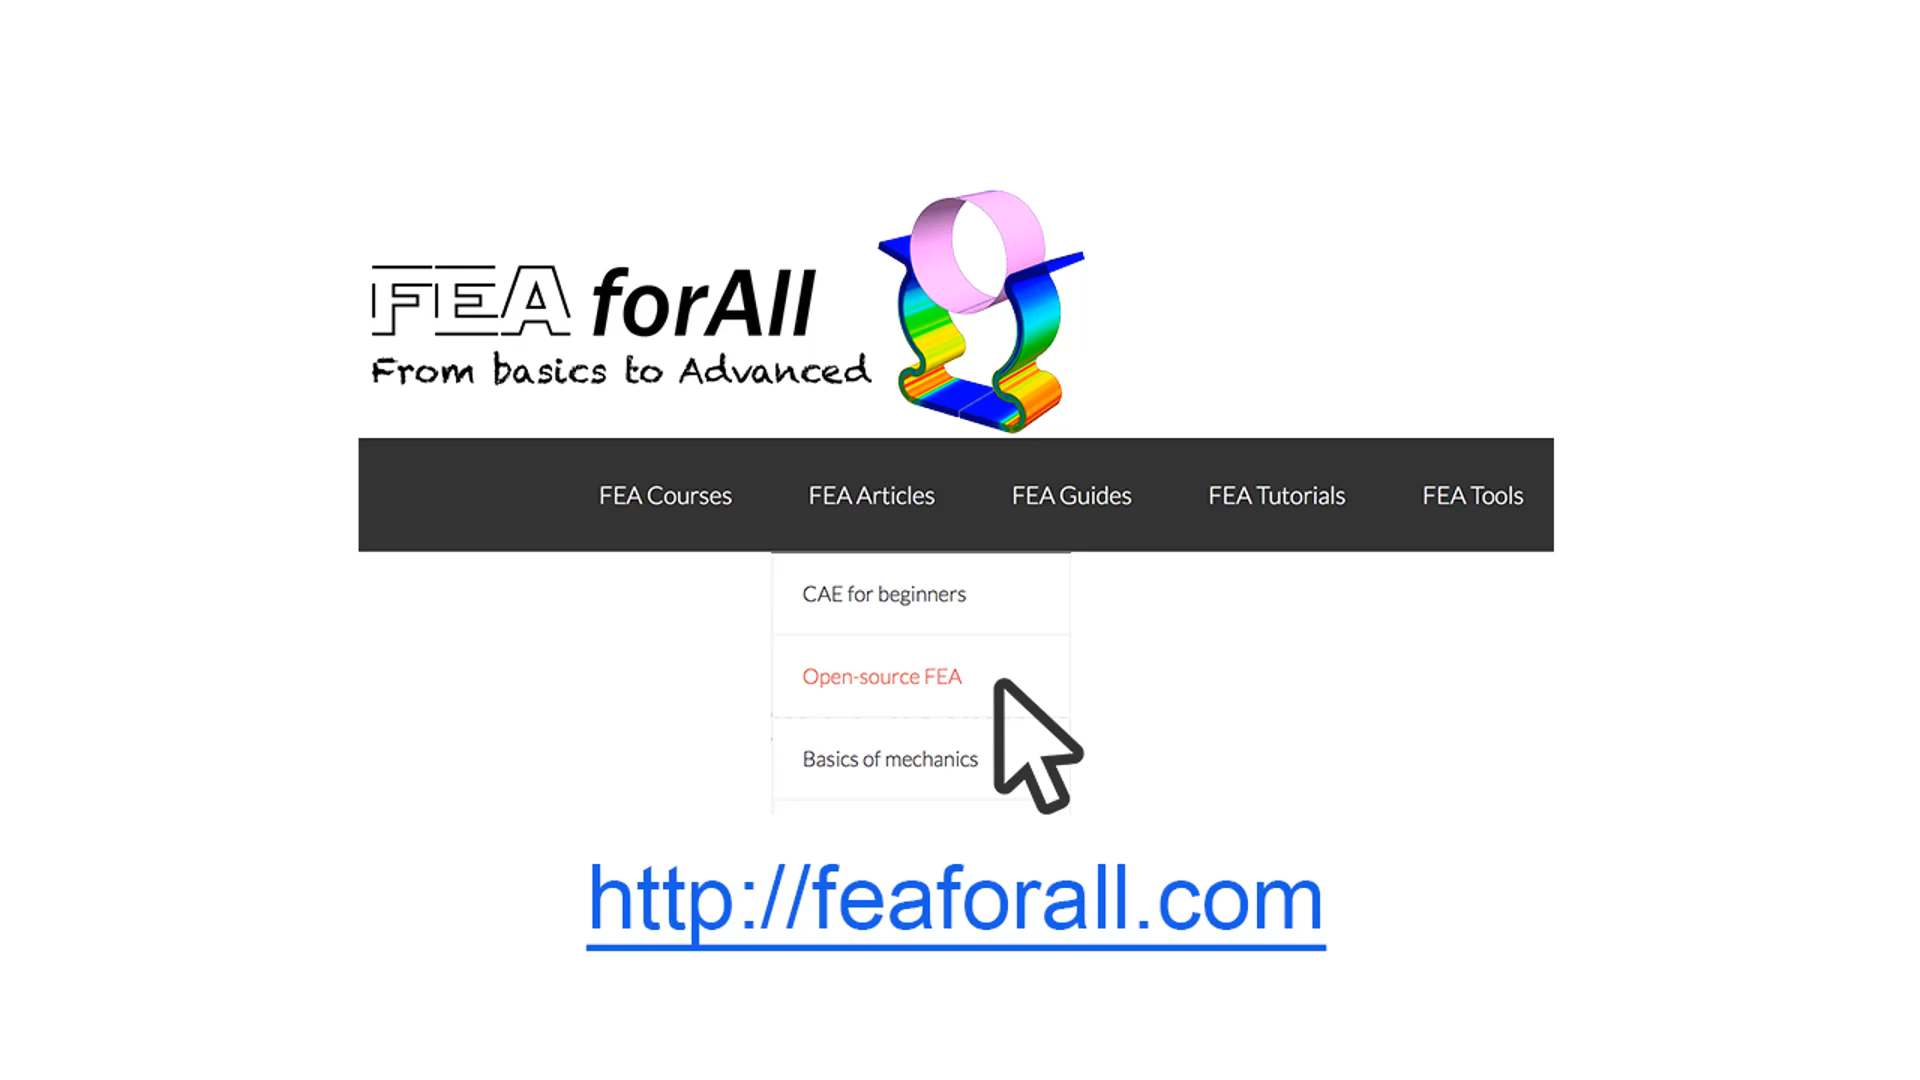 FEA forAll
From basics to Advanced
FEA Courses FEA Articles FEA Guides FEA Tutorials FEA Tools
CAE for beginners
Open-source FEA
Basics of mechanics
http://feaforall.com